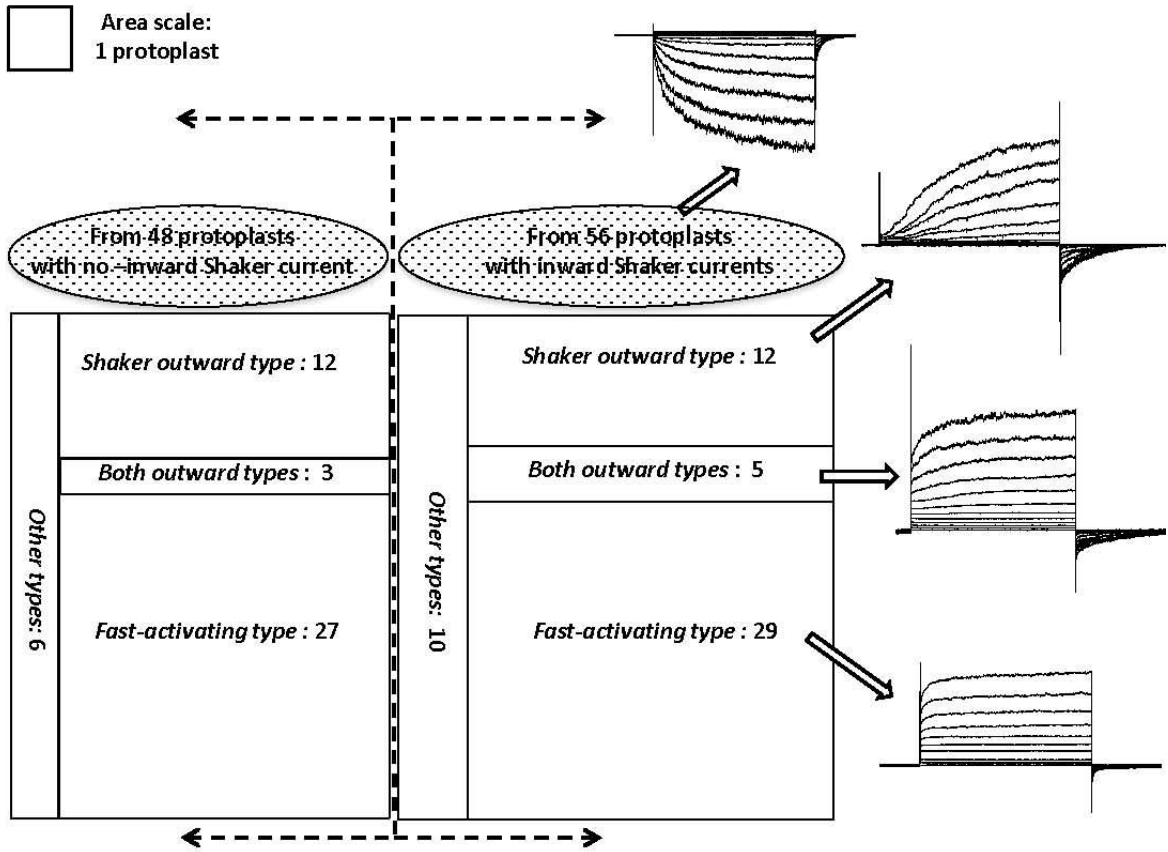 Area scale:
1 protoplast
From 48 protoplasts
with no –inward Shaker current
From 56 protoplasts
with inward Shaker currents
Other types: 6
Shaker outward type : 12
Both outward types : 3
Fast-activating type : 27
Other types: 10
Shaker outward type : 12
Both outward types : 5
Fast-activating type : 29